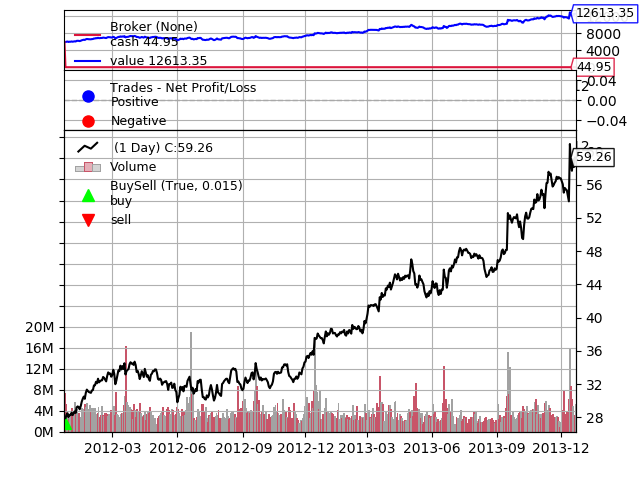 Broker (None)
cash 44.95
value 12613.35
12613.35
8000
4000
44.95
Trades - Net Profit/Loss
Positive
Negative
0.04
0.00
−0.04
(1 Day) C:59.26
Volume
BuySell (True, 0.015)
buy
sell
59.26
56
52
48
44
40
36
32
28
20M
16M
12M
8M
4M
0M
2012-03 2012-06 2012-09 2012-12 2013-03 2013-06 2013-09 2013-12